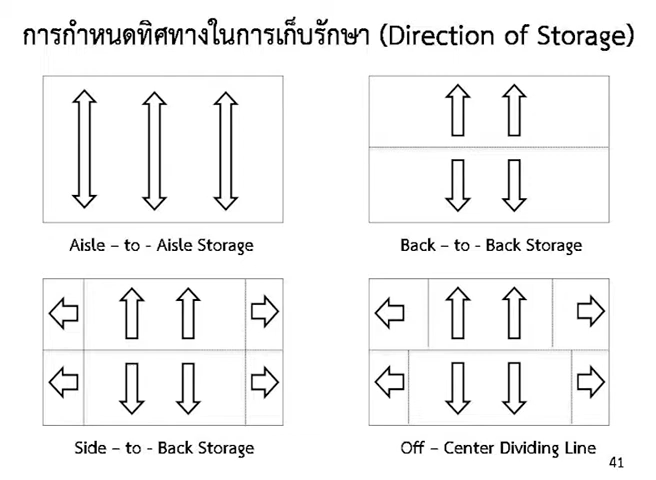 การกำหนดทิศทางในการเก็บรักษา (Direction of Storage)
Aisle – to - Aisle Storage
Back – to - Back Storage
Side – to - Back Storage
Off – Center Dividing Line
41